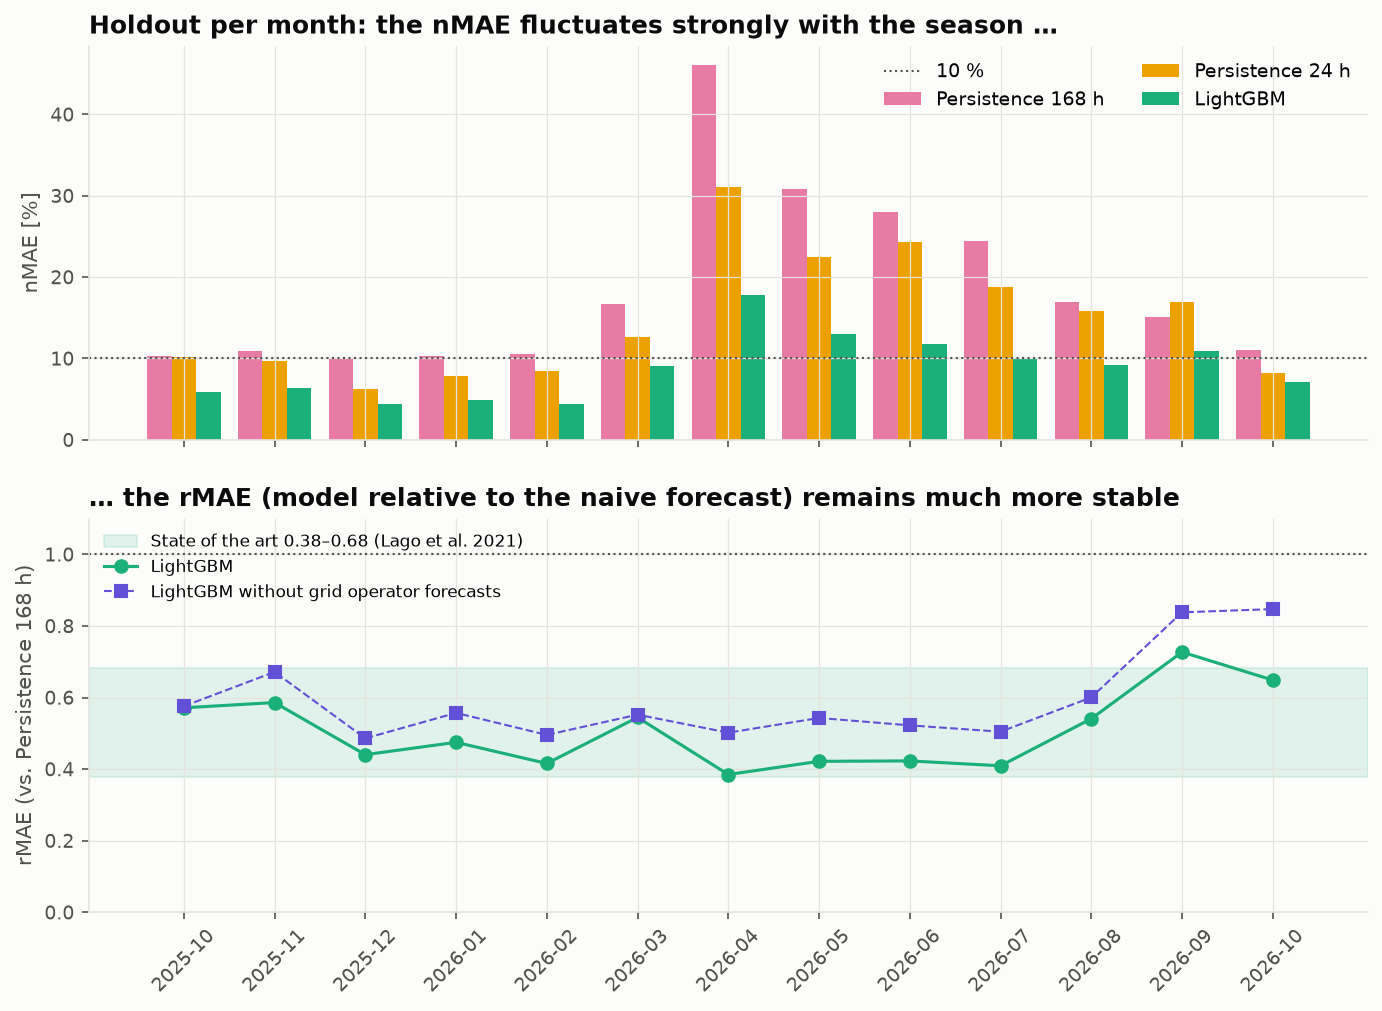 Holdout per month: the nMAE fluctuates strongly with the season …
10 %
Persistence 168 h
Persistence 24 h
LightGBM
nMAE [%]
40
30
20
10
0
… the rMAE (model relative to the naive forecast) remains much more stable
State of the art 0.38–0.68 (Lago et al. 2021)
LightGBM
LightGBM without grid operator forecasts
rMAE (vs. Persistence 168 h)
1.0
0.8
0.6
0.4
0.2
0.0
2025-10
2025-11
2025-12
2026-01
2026-02
2026-03
2026-04
2026-05
2026-06
2026-07
2026-08
2026-09
2026-10